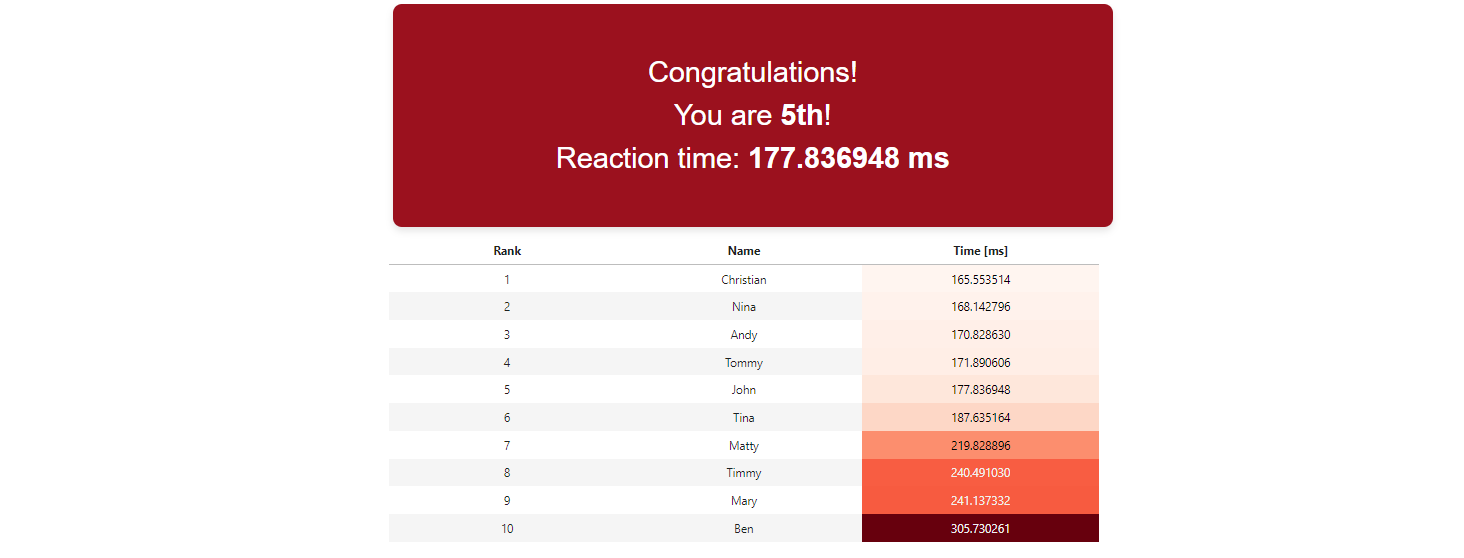 Congratulations!
You are 5th!
Reaction time: 177.836948 ms
Rank Name Time [ms]
1 Christian 165.553514
2 Nina 168.142796
3 Andy 170.828630
4 Tommy 171.890606
5 John 177.836948
6 Tina 187.635164
7 Matty 219.828896
8 Timmy 240.491030
9 Mary 241.137332
10 Ben 305.730261